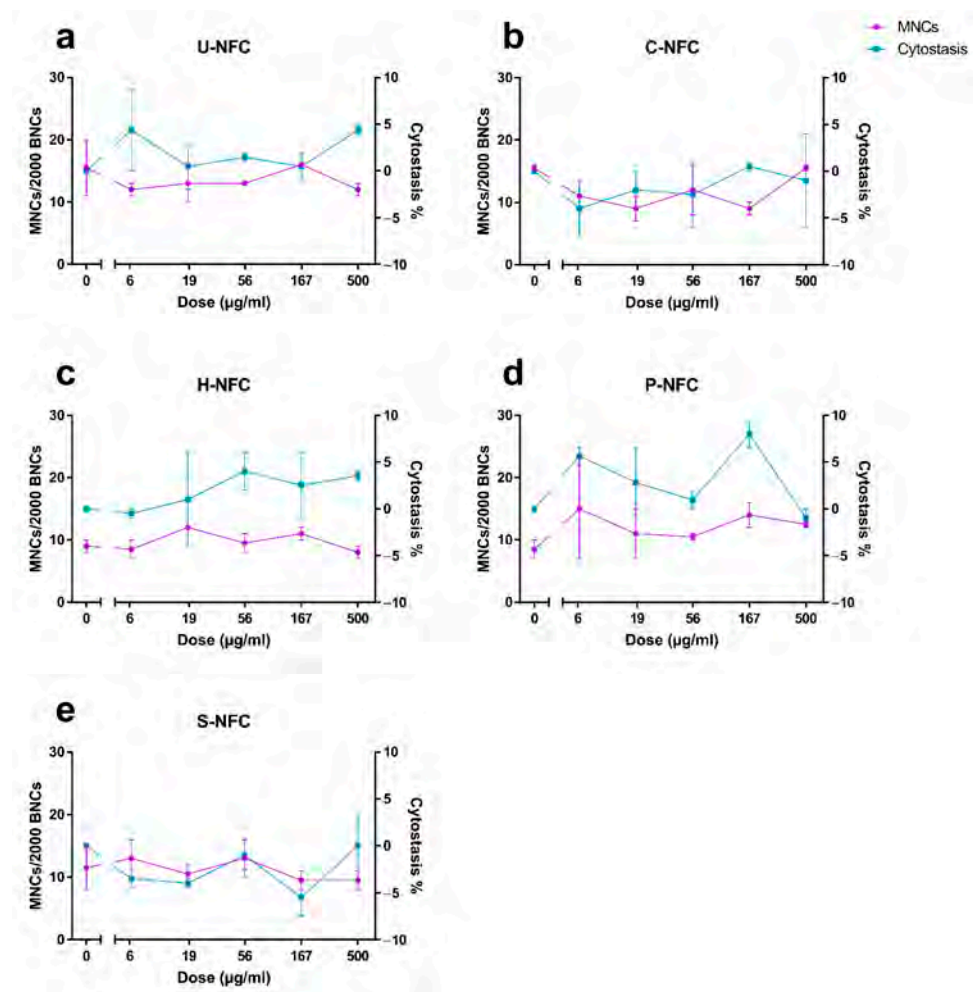 MNCs
Cytostasis
a
U-NFC
30
20
10
0
MNCs/2000 BNCs
10
5
0
−5
−10
Cytostasis %
0 6 19 56 167 500
Dose (µg/ml)
b
C-NFC
30
20
10
0
MNCs/2000 BNCs
10
5
0
−5
−10
Cytostasis %
0 6 19 56 167 500
Dose (µg/ml)
c
H-NFC
30
20
10
0
MNCs/2000 BNCs
10
5
0
−5
−10
Cytostasis %
0 6 19 56 167 500
Dose (µg/ml)
d
P-NFC
30
20
10
0
MNCs/2000 BNCs
10
5
0
−5
−10
Cytostasis %
0 6 19 56 167 500
Dose (µg/ml)
e
S-NFC
30
20
10
0
MNCs/2000 BNCs
10
5
0
−5
−10
Cytostasis %
0 6 19 56 167 500
Dose (µg/ml)